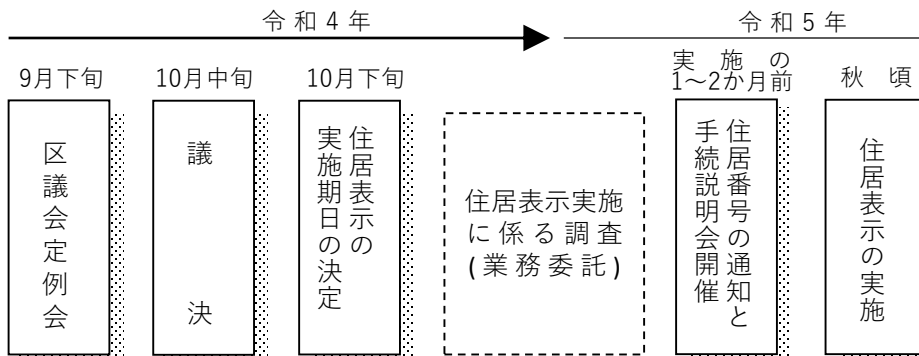 令和４年
令和５年
9月下旬
10月中旬
10月下旬
実施の
1～2か月前
秋頃
区議会定例会
議決
住居表示の
実施期日の決定
住居表示実施
に係る調査
(業務委託)
住居番号の通知と
手続説明会開催
住居表示の実施